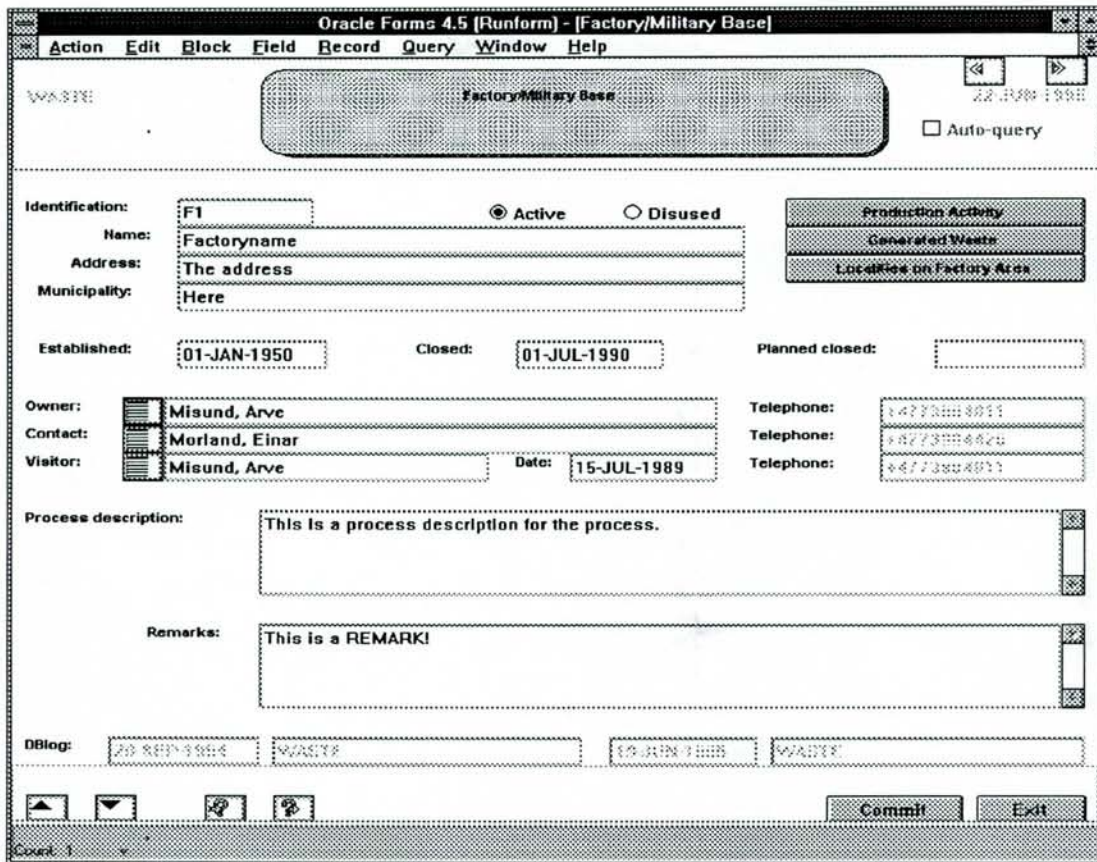 Oracle Forms 4.5 [Runform] - [Factory/Military Base]
Action Edit Block Field Record Query Window Help
WASTE Factory/Military Base 22-JUN-1995
Auto-query
Identification: F1 Active Disused Production Activity
Name: Factoryname Generated Waste
Address: The address Localities on Factory Area
Municipality: Here
Established: 01-JAN-1950 Closed: 01-JUL-1990 Planned closed:
Owner: Misund, Arve Telephone:
Contact: Morland, Einar Telephone:
Visitor: Misund, Arve Date: 15-JUL-1989 Telephone:
Process description: This is a process description for the process.
Remarks: This is a REMARK!
DBlog: WASTE WASTE
Commit Exit
Count: 1 v